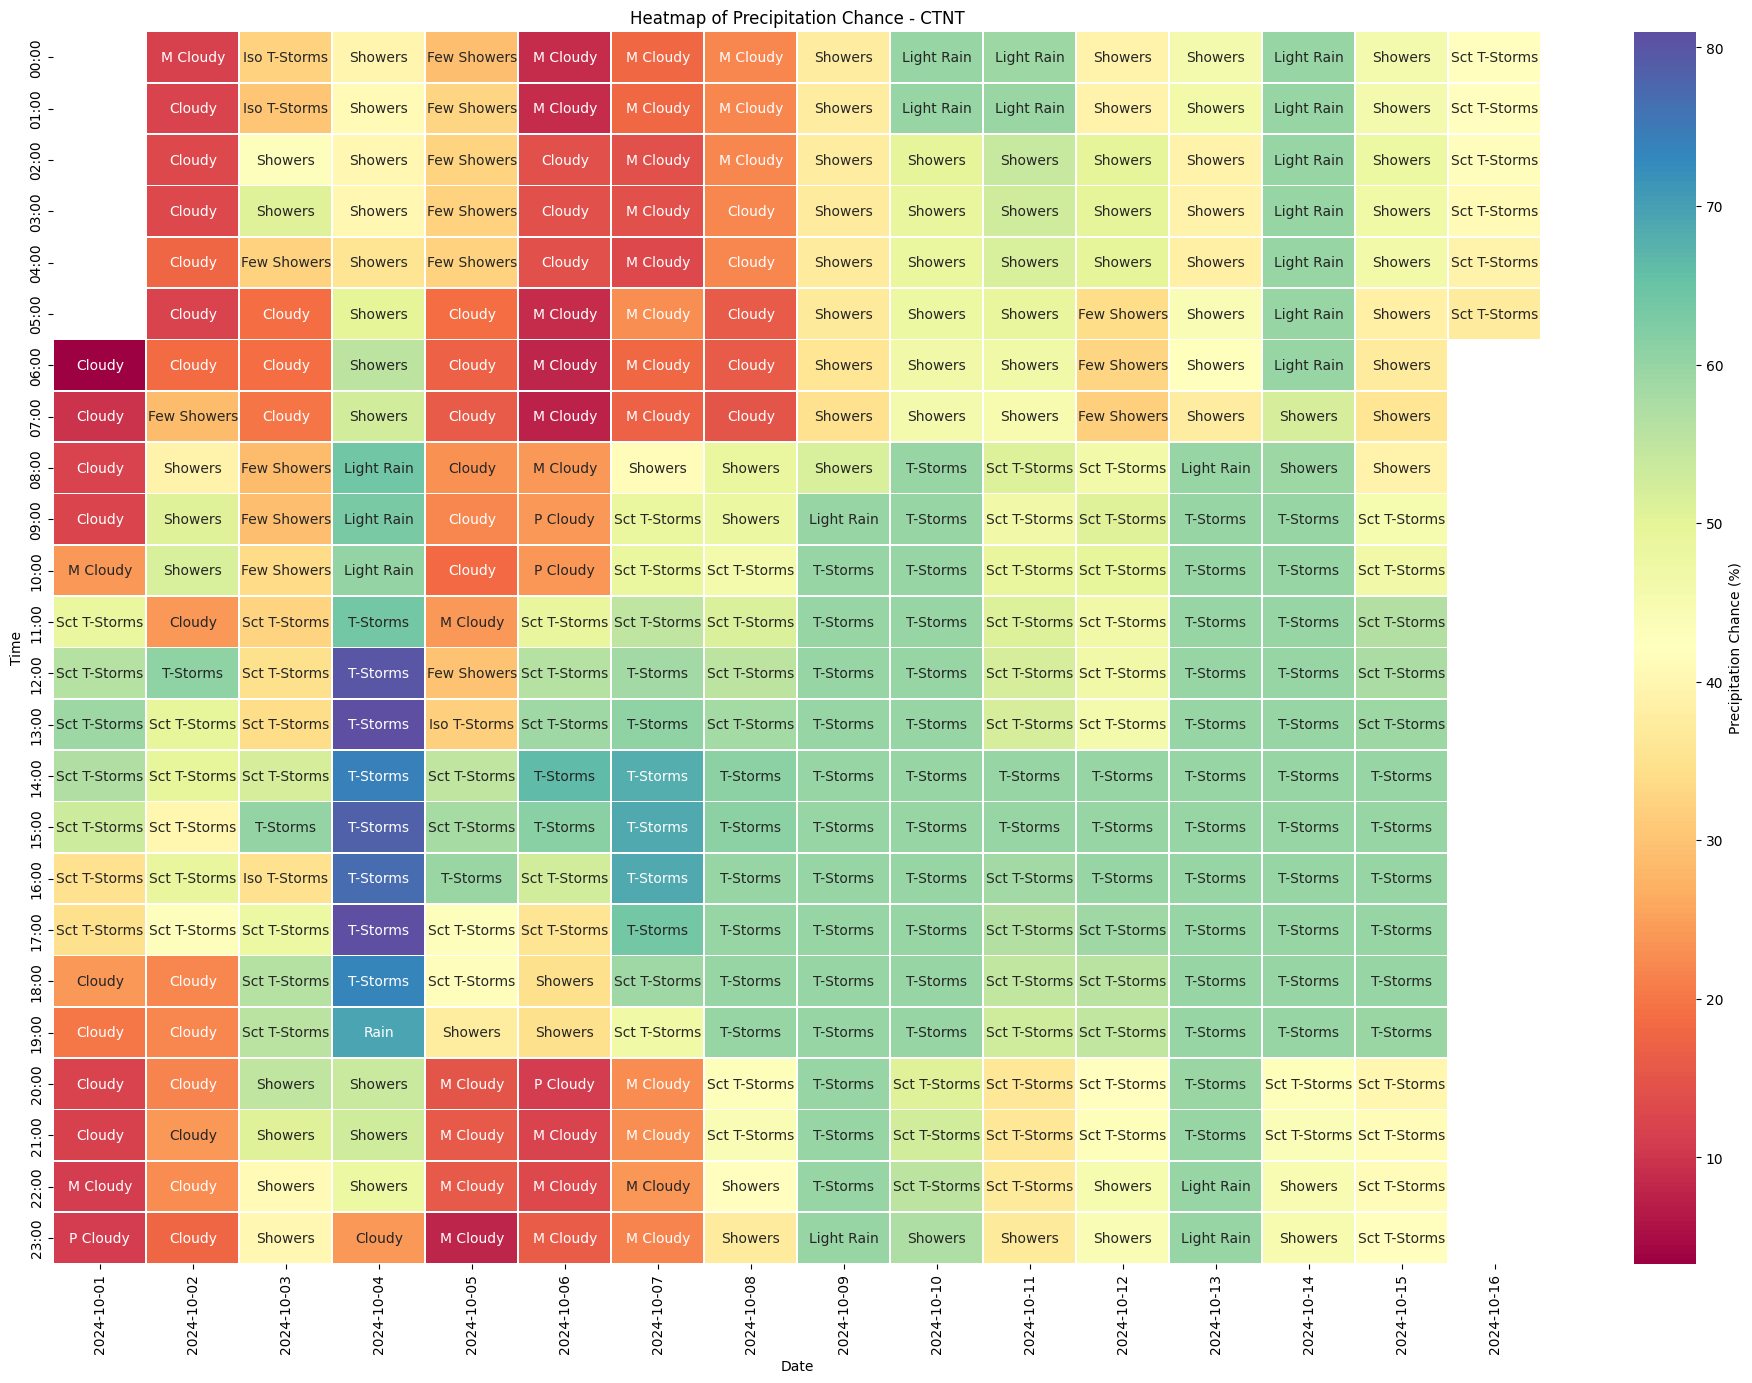 Heatmap of Precipitation Chance - CTNT
00:00 M Cloudy Iso T-Storms Showers Few Showers M Cloudy M Cloudy M Cloudy Showers Light Rain Light Rain Showers Showers Light Rain Showers Sct T-Storms
01:00 Cloudy Iso T-Storms Showers Few Showers M Cloudy M Cloudy M Cloudy Showers Light Rain Light Rain Showers Showers Light Rain Showers Sct T-Storms
02:00 Cloudy Showers Showers Few Showers Cloudy M Cloudy M Cloudy Showers Showers Showers Showers Showers Light Rain Showers Sct T-Storms
03:00 Cloudy Showers Showers Few Showers Cloudy M Cloudy Cloudy Showers Showers Showers Showers Showers Light Rain Showers Sct T-Storms
04:00 Cloudy Few Showers Showers Few Showers Cloudy M Cloudy Cloudy Showers Showers Showers Showers Showers Light Rain Showers Sct T-Storms
05:00 Cloudy Cloudy Showers Cloudy M Cloudy M Cloudy Cloudy Showers Showers Showers Few Showers Showers Light Rain Showers Sct T-Storms
06:00 Cloudy Cloudy Cloudy Showers Cloudy M Cloudy M Cloudy Cloudy Showers Showers Showers Few Showers Showers Light Rain Showers
07:00 Cloudy Few Showers Cloudy Showers Cloudy M Cloudy M Cloudy Cloudy Showers Showers Showers Few Showers Showers Showers Showers
08:00 Cloudy Showers Few Showers Light Rain Cloudy M Cloudy Showers Showers Showers T-Storms Sct T-Storms Sct T-Storms Light Rain Showers Showers
09:00 Cloudy Showers Few Showers Light Rain Cloudy P Cloudy Sct T-Storms Showers Light Rain T-Storms Sct T-Storms Sct T-Storms T-Storms T-Storms Sct T-Storms
10:00 M Cloudy Showers Few Showers Light Rain Cloudy P Cloudy Sct T-Storms Sct T-Storms T-Storms T-Storms Sct T-Storms Sct T-Storms T-Storms T-Storms Sct T-Storms
11:00 Sct T-Storms Cloudy Sct T-Storms T-Storms M Cloudy Sct T-Storms Sct T-Storms Sct T-Storms T-Storms T-Storms Sct T-Storms Sct T-Storms T-Storms T-Storms Sct T-Storms
12:00 Sct T-Storms T-Storms Sct T-Storms T-Storms Few Showers Sct T-Storms T-Storms Sct T-Storms T-Storms T-Storms Sct T-Storms Sct T-Storms T-Storms T-Storms Sct T-Storms
13:00 Sct T-Storms Sct T-Storms Sct T-Storms T-Storms Iso T-Storms Sct T-Storms T-Storms Sct T-Storms T-Storms T-Storms Sct T-Storms Sct T-Storms T-Storms T-Storms Sct T-Storms
14:00 Sct T-Storms Sct T-Storms Sct T-Storms T-Storms Sct T-Storms T-Storms T-Storms T-Storms T-Storms T-Storms T-Storms T-Storms T-Storms T-Storms T-Storms
15:00 Sct T-Storms Sct T-Storms T-Storms T-Storms Sct T-Storms T-Storms T-Storms T-Storms T-Storms T-Storms T-Storms T-Storms T-Storms T-Storms T-Storms
16:00 Sct T-Storms Sct T-Storms Iso T-Storms T-Storms T-Storms Sct T-Storms T-Storms T-Storms T-Storms T-Storms Sct T-Storms T-Storms T-Storms T-Storms T-Storms
17:00 Sct T-Storms Sct T-Storms Sct T-Storms T-Storms Sct T-Storms Sct T-Storms T-Storms T-Storms T-Storms T-Storms Sct T-Storms Sct T-Storms T-Storms T-Storms T-Storms
18:00 Cloudy Cloudy Sct T-Storms T-Storms Sct T-Storms Showers Sct T-Storms T-Storms T-Storms T-Storms Sct T-Storms Sct T-Storms T-Storms T-Storms T-Storms
19:00 Cloudy Cloudy Sct T-Storms Rain Showers Showers Sct T-Storms T-Storms T-Storms T-Storms Sct T-Storms Sct T-Storms T-Storms T-Storms T-Storms
20:00 Cloudy Cloudy Showers Showers M Cloudy P Cloudy M Cloudy Sct T-Storms T-Storms Sct T-Storms Sct T-Storms Sct T-Storms T-Storms Sct T-Storms Sct T-Storms
21:00 Cloudy Cloudy Showers Showers M Cloudy M Cloudy M Cloudy Sct T-Storms T-Storms Sct T-Storms Sct T-Storms Sct T-Storms T-Storms Sct T-Storms Sct T-Storms
22:00 M Cloudy Cloudy Showers Showers M Cloudy M Cloudy M Cloudy Showers T-Storms Sct T-Storms Sct T-Storms Showers Light Rain Showers Sct T-Storms
23:00 P Cloudy Cloudy Showers Cloudy M Cloudy M Cloudy M Cloudy Showers Light Rain Showers Showers Showers Light Rain Showers Sct T-Storms
Time
2024-10-01 2024-10-02 2024-10-03 2024-10-04 2024-10-05 2024-10-06 2024-10-07 2024-10-08 2024-10-09 2024-10-10 2024-10-11 2024-10-12 2024-10-13 2024-10-14 2024-10-15 2024-10-16
Date
80
70
60
50
40
30
20
10
Precipitation Chance (%)